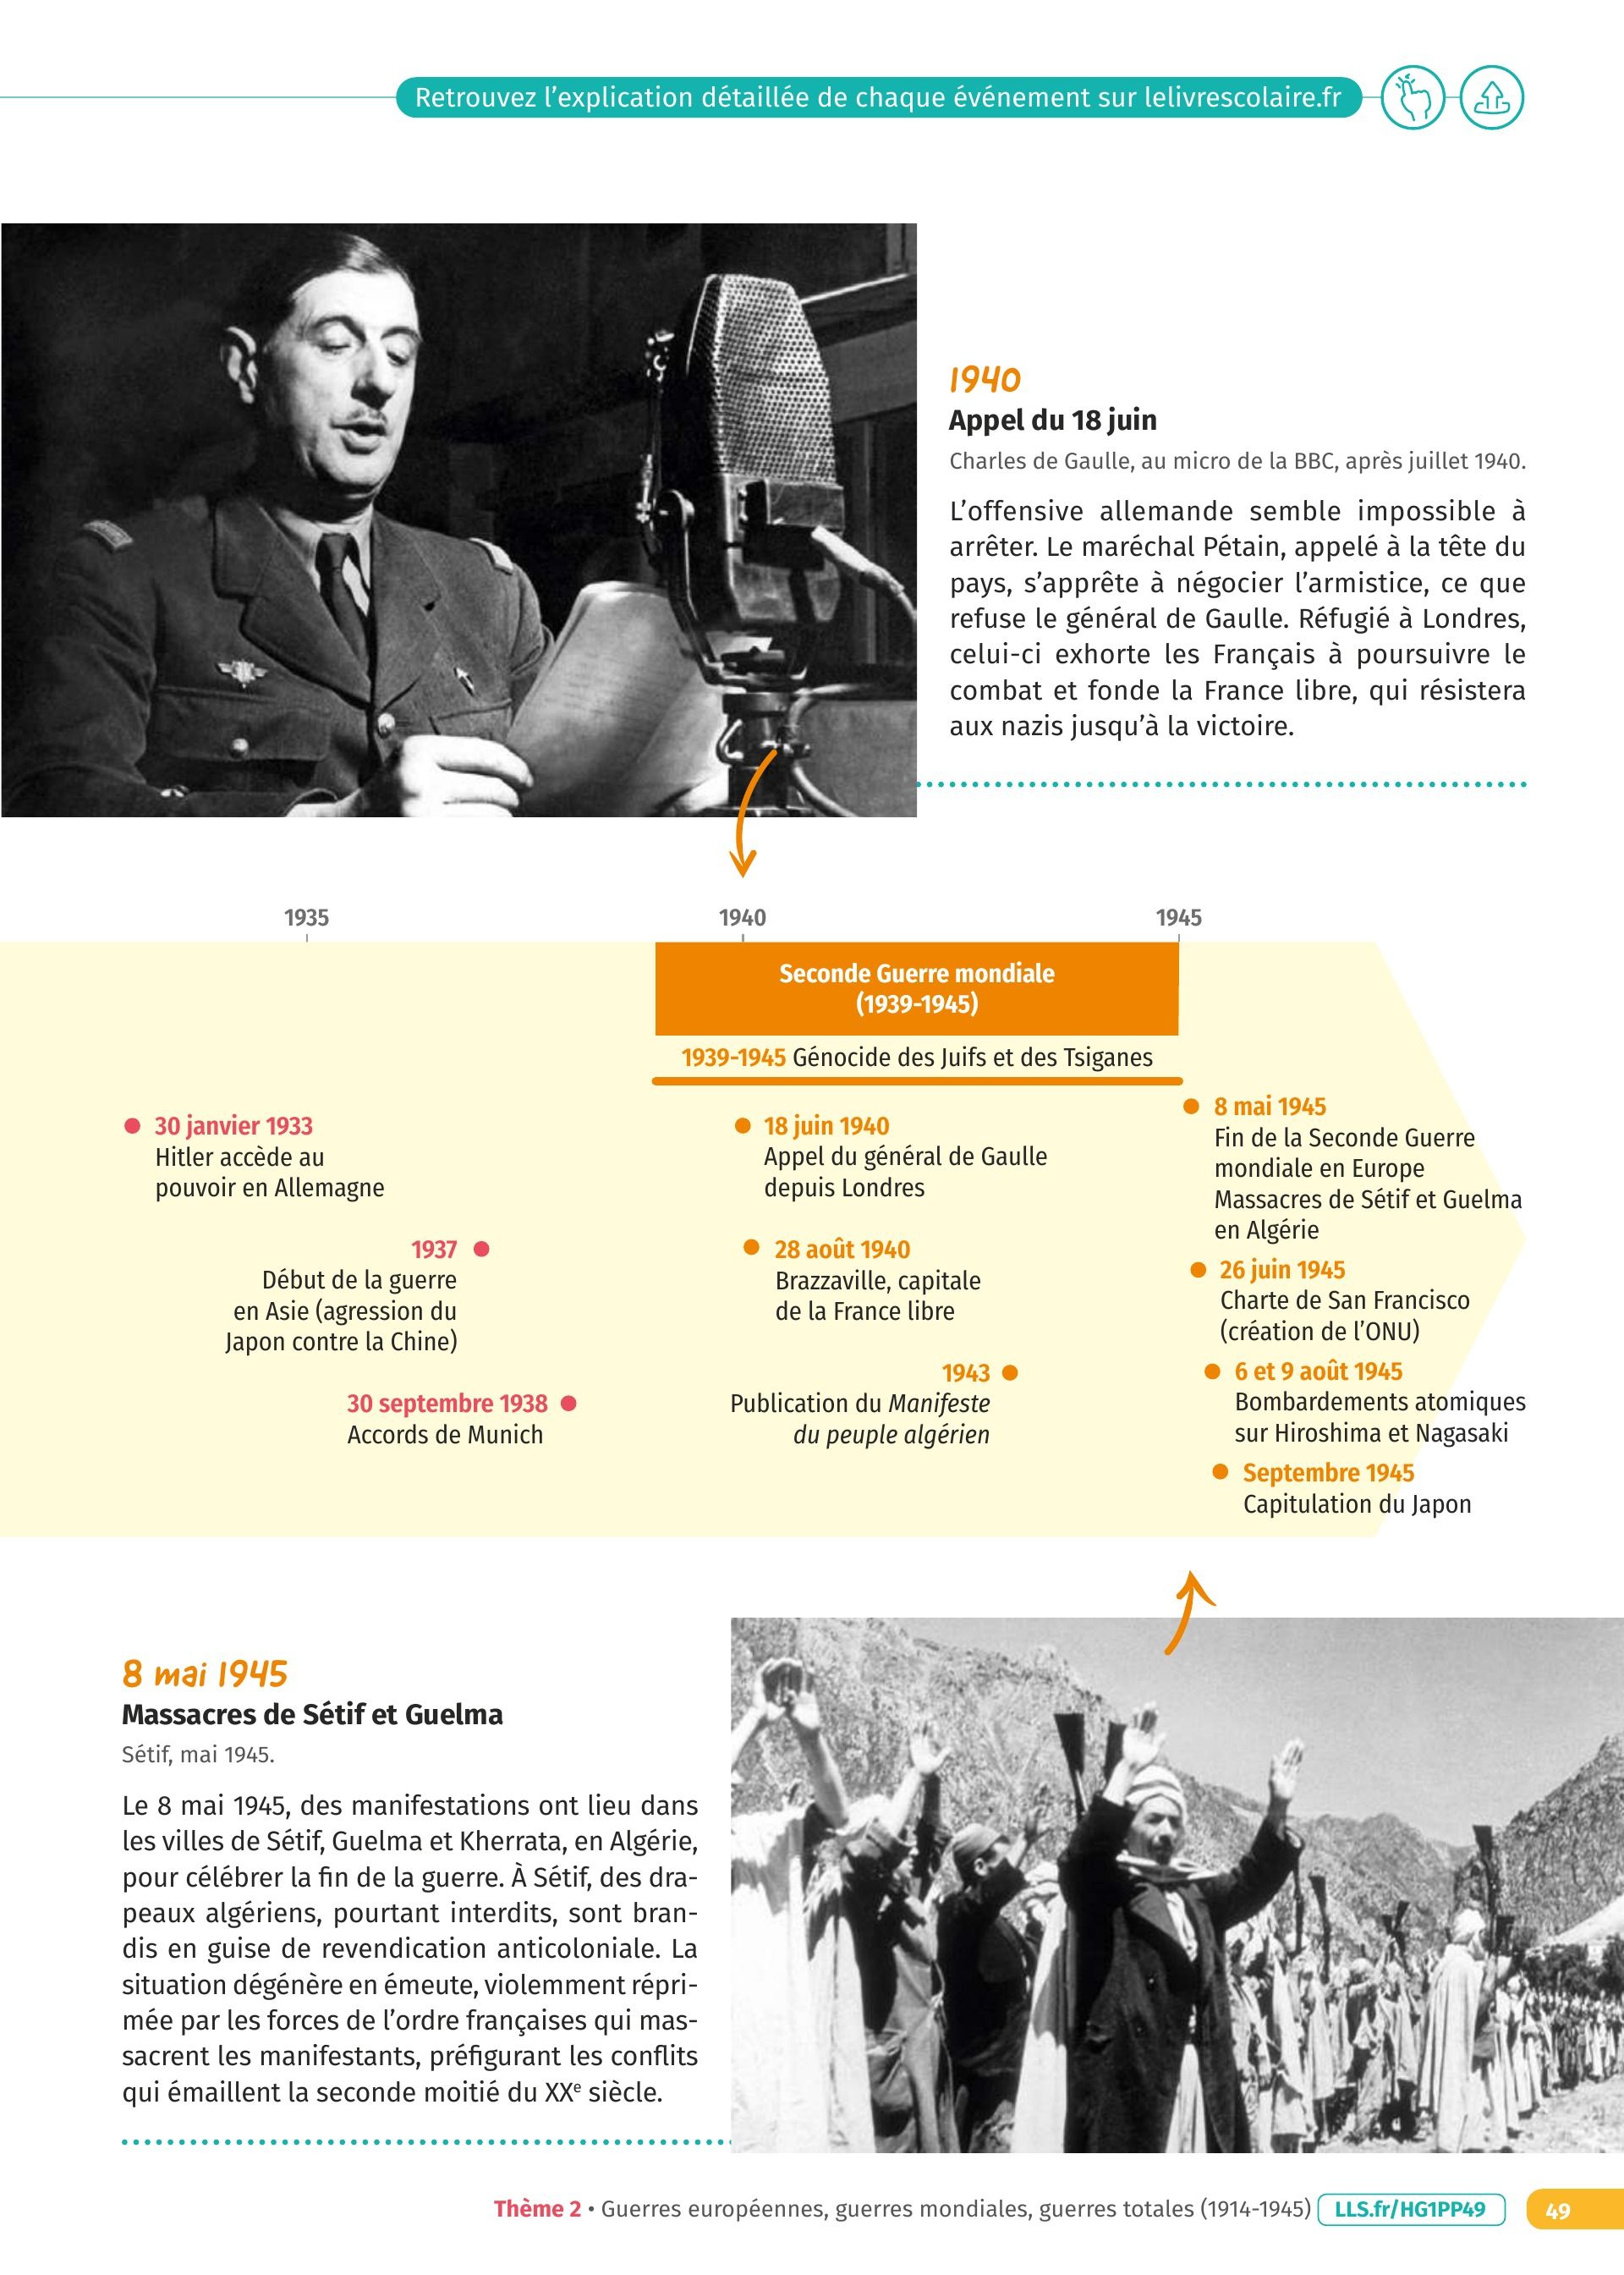 Retrouvez l’explication détaillée de chaque événement sur lelivrescolaire.fr
1940
Appel du 18 juin
Charles de Gaulle, au micro de la BBC, après juillet 1940.
L’offensive allemande semble impossible à
arrêter. Le maréchal Pétain, appelé à la tête du
pays, s’apprête à négocier l’armistice, ce que
refuse le général de Gaulle. Réfugié à Londres,
celui-ci exhorte les Français à poursuivre le
combat et fonde la France libre, qui résistera
aux nazis jusqu’à la victoire.
1935
1940
1945
Seconde Guerre mondiale
(1939-1945)
1939-1945 Génocide des Juifs et des Tsiganes
30 janvier 1933
Hitler accède au
pouvoir en Allemagne
1937
Début de la guerre
en Asie (agression du
Japon contre la Chine)
30 septembre 1938
Accords de Munich
18 juin 1940
Appel du général de Gaulle
depuis Londres
28 août 1940
Brazzaville, capitale
de la France libre
1943
Publication du Manifeste
du peuple algérien
8 mai 1945
Fin de la Seconde Guerre
mondiale en Europe
Massacres de Sétif et Guelma
en Algérie
26 juin 1945
Charte de San Francisco
(création de l’ONU)
6 et 9 août 1945
Bombardements atomiques
sur Hiroshima et Nagasaki
Septembre 1945
Capitulation du Japon
8 mai 1945
Massacres de Sétif et Guelma
Sétif, mai 1945.
Le 8 mai 1945, des manifestations ont lieu dans
les villes de Sétif, Guelma et Kherrata, en Algérie,
pour célébrer la fin de la guerre. À Sétif, des dra-
peaux algériens, pourtant interdits, sont bran-
dis en guise de revendication anticoloniale. La
situation dégénère en émeute, violemment répri-
mée par les forces de l’ordre françaises qui mas-
sacrent les manifestants, préfigurant les conflits
qui émaillent la seconde moitié du XXe siècle.
Thème 2 • Guerres européennes, guerres mondiales, guerres totales (1914-1945) LLS.fr/HG1PP49 49